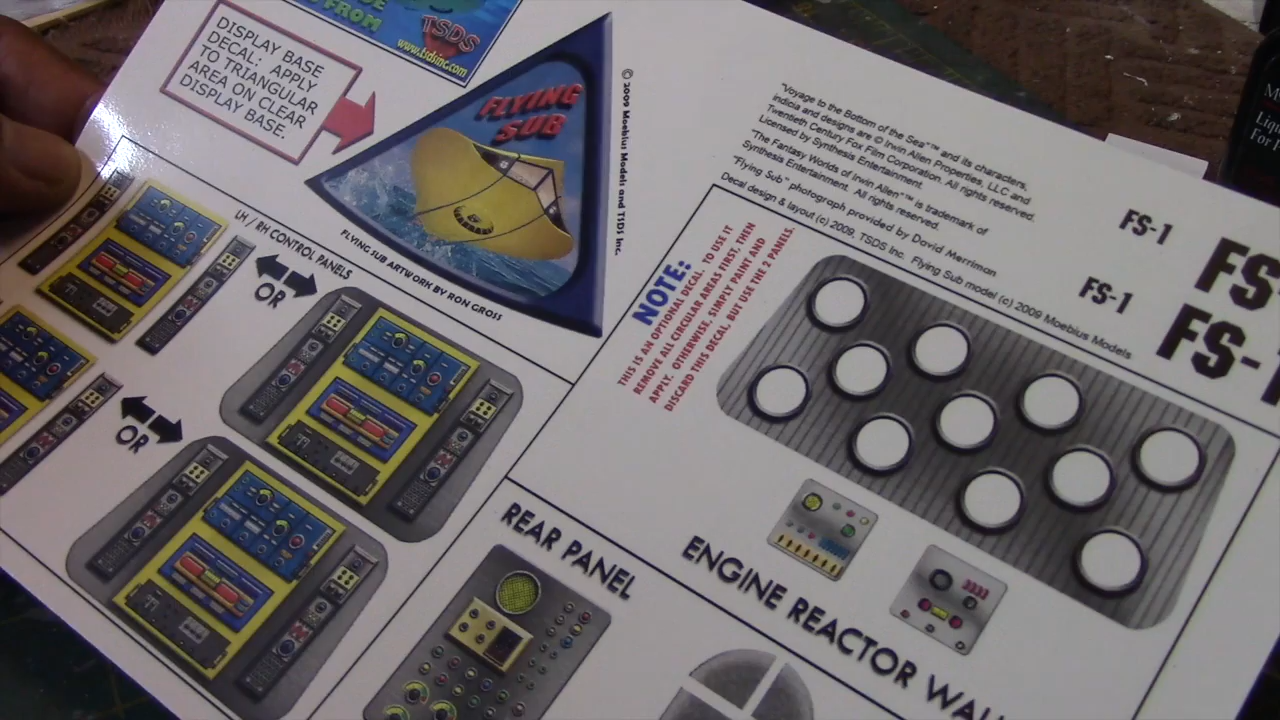 TSDS
www.tsdsinc.com
DISPLAY BASE
DECAL: APPLY
TO TRIANGULAR
AREA ON CLEAR
DISPLAY BASE.
FLYING
SUB
© 2009 Moebius Models and TSDS Inc.
FLYING SUB ARTWORK BY RON GROSS
LH / RH CONTROL PANELS
OR
OR
"Voyage to the Bottom of the Sea"™ and its characters,
indicia and designs are © Irwin Allen Properties, LLC and
Twentieth Century Fox Film Corporation. All rights reserved.
Licensed by Synthesis Entertainment.
"The Fantasy Worlds of Irwin Allen"™ is trademark of
Synthesis Entertainment. All rights reserved.
"Flying Sub" photograph provided by David Merriman
Decal design & layout (c) 2009, TSDS Inc. Flying Sub model (c) 2009 Moebius Models
FS-1
FS-1
NOTE:
THIS IS AN OPTIONAL DECAL. TO USE IT
REMOVE ALL CIRCULAR AREAS FIRST, THEN
APPLY. OTHERWISE, SIMPLY PAINT AND
DISCARD THIS DECAL, BUT USE THE 2 PANELS.
REAR PANEL
ENGINE REACTOR